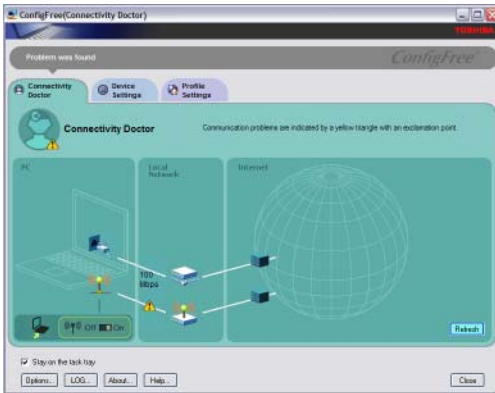 ConfigFree(Connectivity Doctor)
TOSHIBA
Problem was found
ConfigFree
Connectivity Doctor
Device Settings
Profile Settings
Connectivity Doctor
Communication problems are indicated by a yellow triangle with an exclamation point.
PC
Local Network
Internet
100 Mbps
Off On
Refresh
Stay on the task tray
Options...
LOG...
About...
Help...
Close